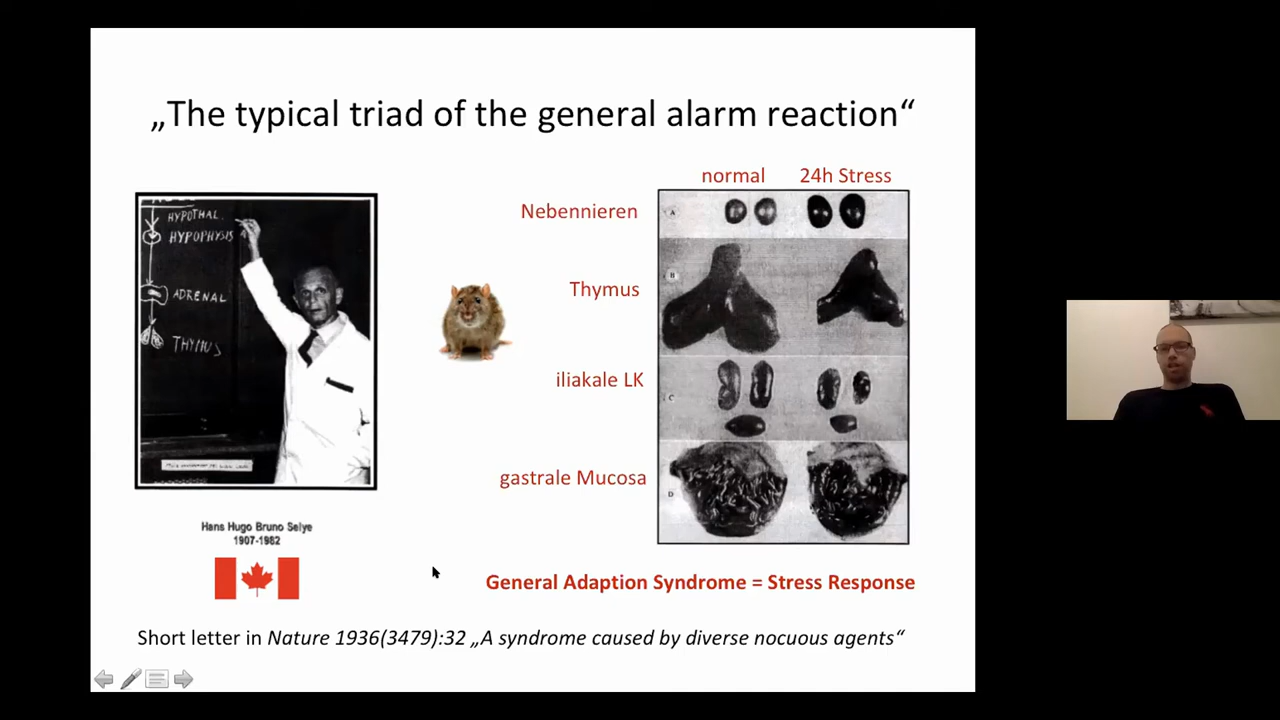 „The typical triad of the general alarm reaction“
normal 24h Stress
Nebennieren
A
HYPOTHAL.
HYPOPHYSIS
ADRENAL
THYMUS
Thymus
B
iliakale LK
C
gastrale Mucosa
D
Hans Hugo Bruno Selye
1907-1982
General Adaption Syndrome = Stress Response
Short letter in Nature 1936(3479):32 „A syndrome caused by diverse nocuous agents“